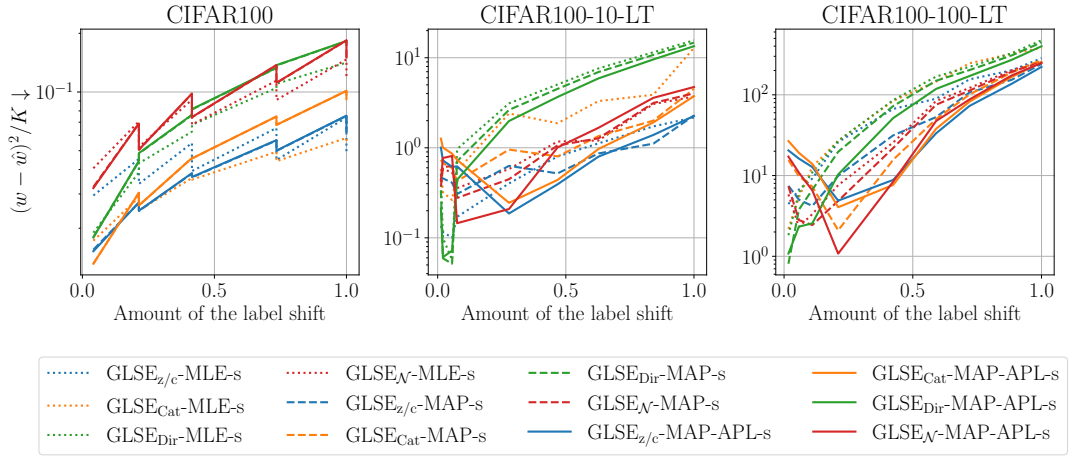 CIFAR100
CIFAR100-10-LT
CIFAR100-100-LT
(w − ŵ)²/K ↓
10⁻¹
10¹
10⁰
10⁻¹
10²
10¹
10⁰
0.0 0.5 1.0
0.0 0.5 1.0
0.0 0.5 1.0
Amount of the label shift
Amount of the label shift
Amount of the label shift
GLSE_z/c-MLE-s
GLSE_Cat-MLE-s
GLSE_Dir-MLE-s
GLSE_𝒩-MLE-s
GLSE_z/c-MAP-s
GLSE_Cat-MAP-s
GLSE_Dir-MAP-s
GLSE_𝒩-MAP-s
GLSE_z/c-MAP-APL-s
GLSE_Cat-MAP-APL-s
GLSE_Dir-MAP-APL-s
GLSE_𝒩-MAP-APL-s